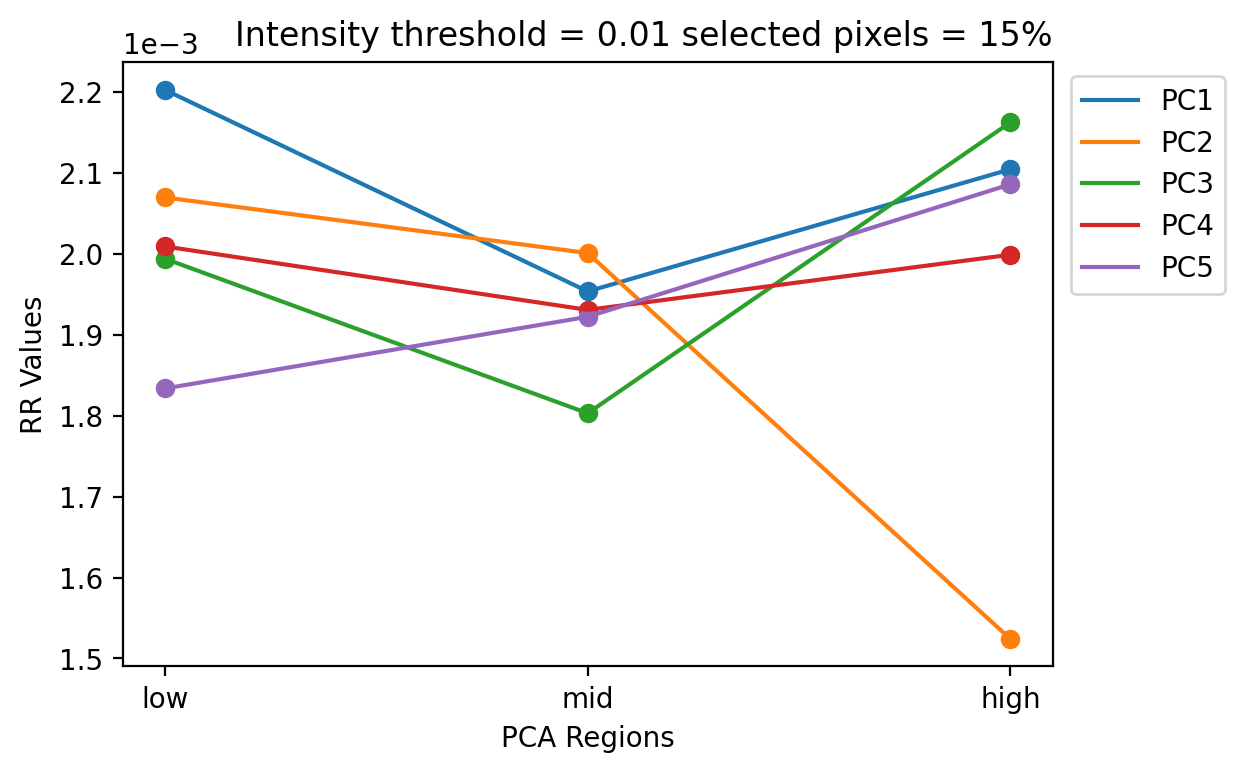 1e−3
Intensity threshold = 0.01 selected pixels = 15%
2.2
2.1
2.0
1.9
1.8
1.7
1.6
1.5
RR Values
low
mid
high
PCA Regions
PC1
PC2
PC3
PC4
PC5